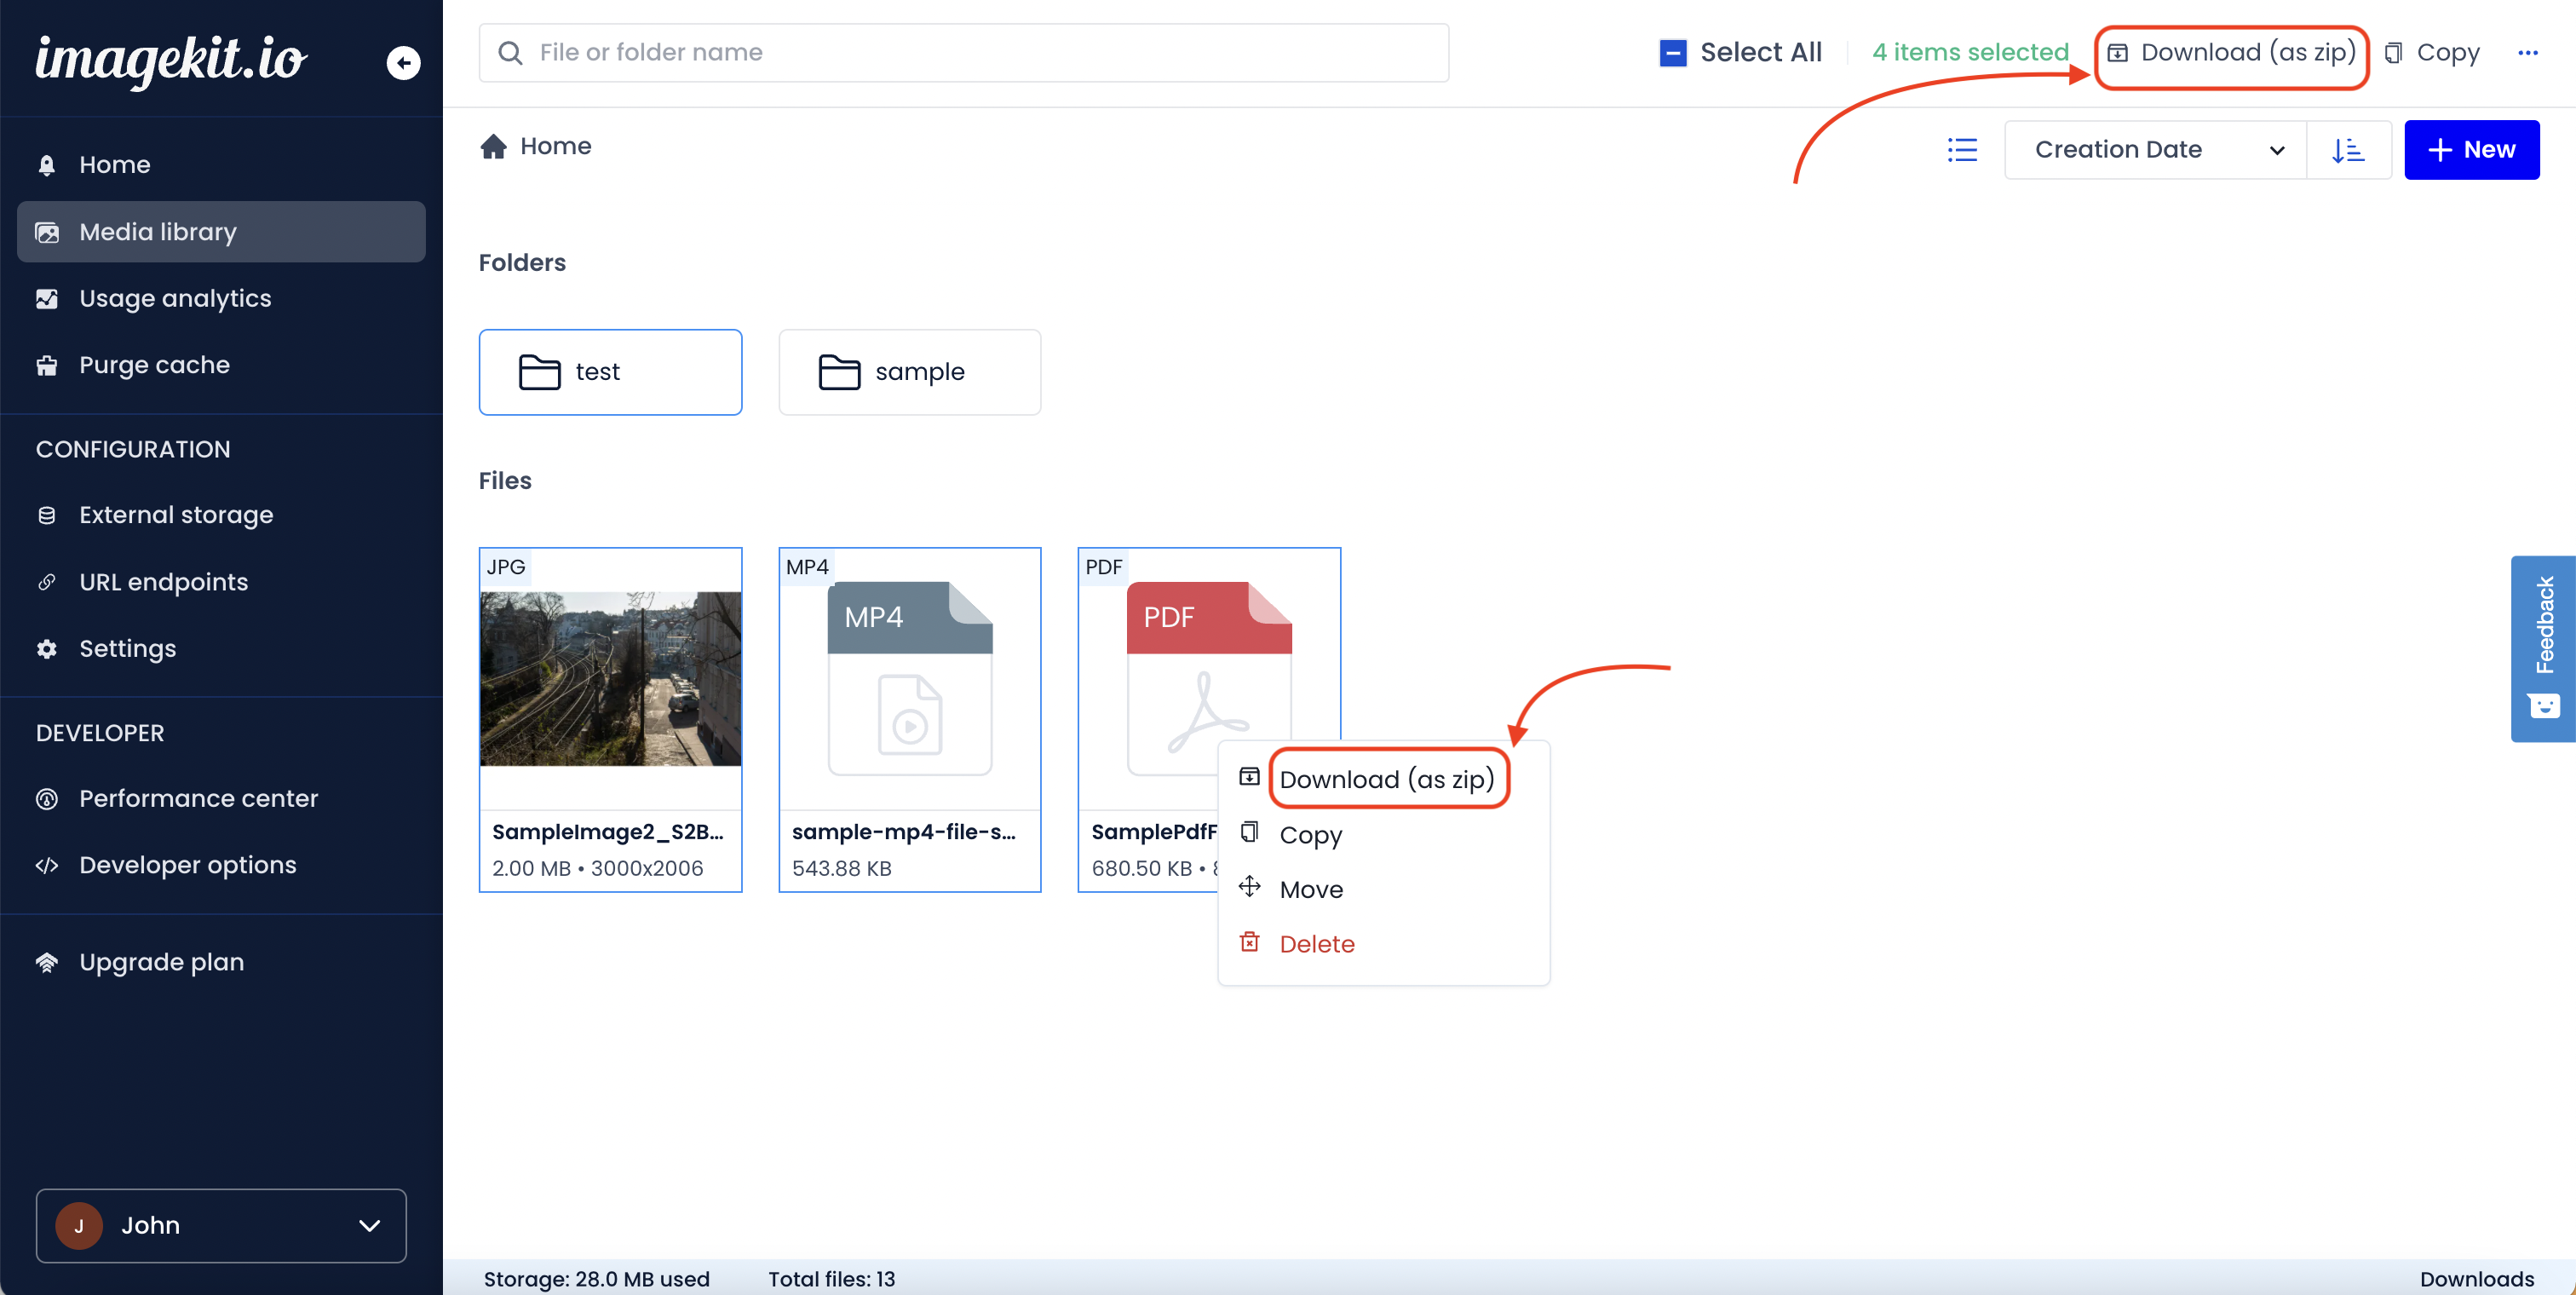 imagekit.io
Home
Media library
Usage analytics
Purge cache
CONFIGURATION
External storage
URL endpoints
Settings
DEVELOPER
Performance center
Developer options
Upgrade plan
J John
File or folder name
Select All
4 items selected
Download (as zip)
Copy
Home
Creation Date
New
Folders
test
sample
Files
JPG
SampleImage2_S2B...
2.00 MB • 3000x2006
MP4
MP4
sample-mp4-file-s...
543.88 KB
PDF
PDF
SamplePdfF
680.50 KB •
Download (as zip)
Copy
Move
Delete
Feedback
Storage: 28.0 MB used
Total files: 13
Downloads